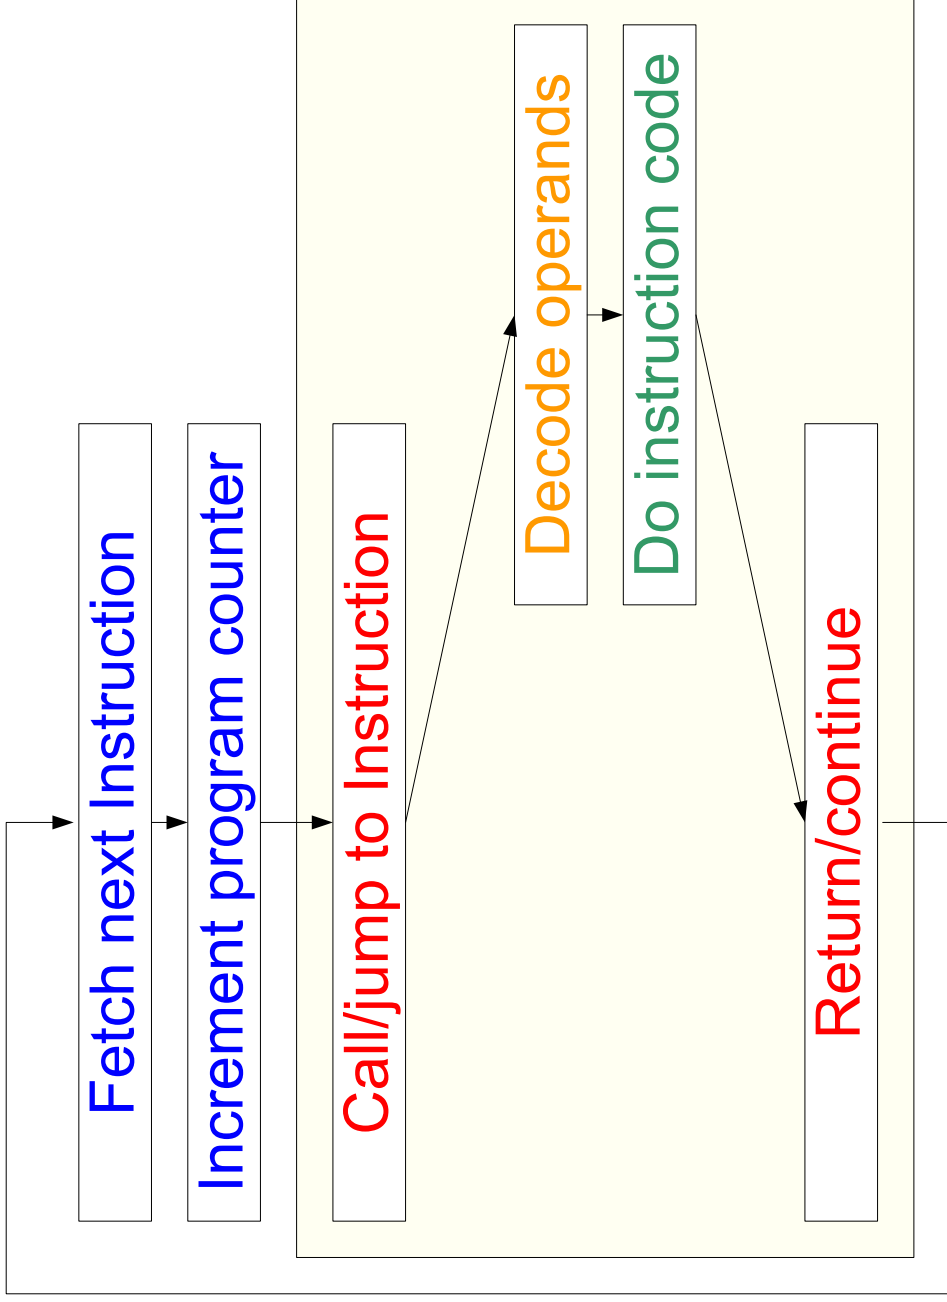 Fetch next Instruction
Increment program counter
Call/jump to Instruction
Decode operands
Do instruction code
Return/continue